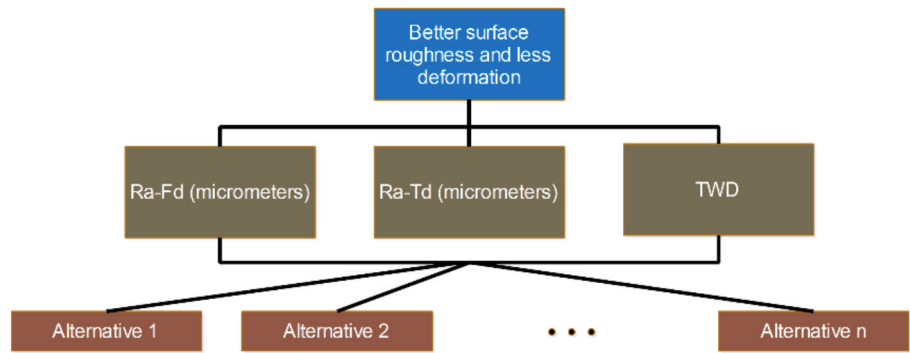 Better surface
roughness and less
deformation
Ra-Fd (micrometers)
Ra-Td (micrometers)
TWD
Alternative 1
Alternative 2
• • •
Alternative n